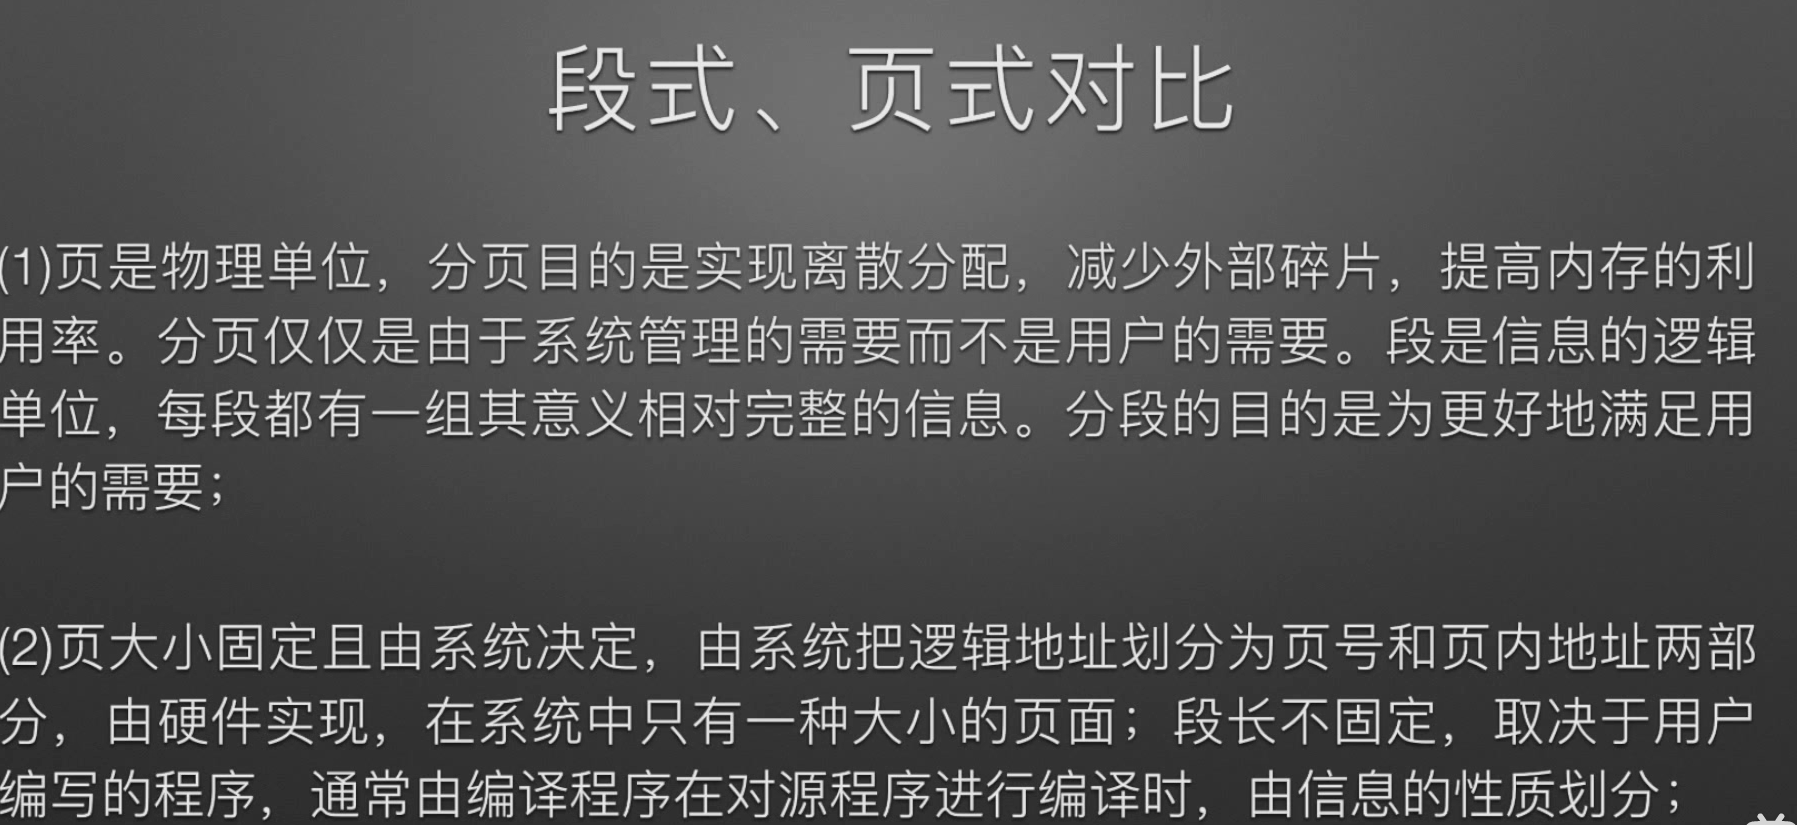 段式、页式对比
(1)页是物理单位，分页目的是实现离散分配，减少外部碎片，提高内存的利
用率。分页仅仅是由于系统管理的需要而不是用户的需要。段是信息的逻辑
单位，每段都有一组其意义相对完整的信息。分段的目的是为更好地满足用
户的需要；
(2)页大小固定且由系统决定，由系统把逻辑地址划分为页号和页内地址两部
分，由硬件实现，在系统中只有一种大小的页面；段长不固定，取决于用户
编写的程序，通常由编译程序在对源程序进行编译时，由信息的性质划分；